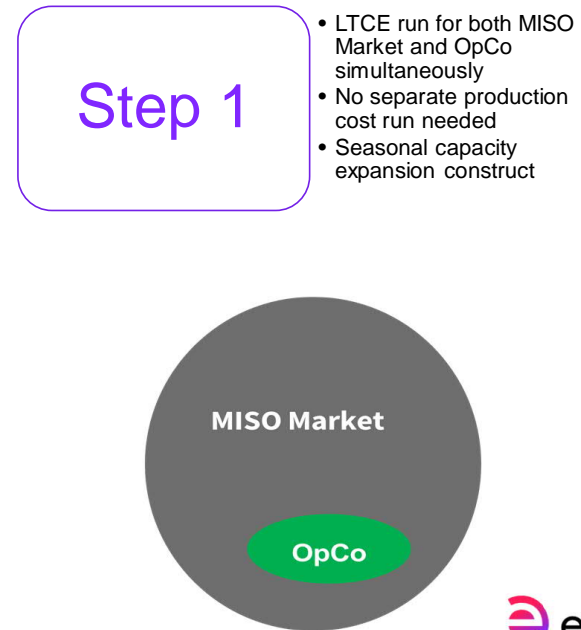 Step 1
• LTCE run for both MISO
Market and OpCo
simultaneously
• No separate production
cost run needed
• Seasonal capacity
expansion construct
MISO Market
OpCo
e